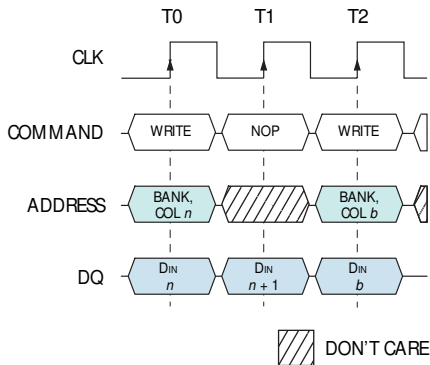 T0 T1 T2
CLK
COMMAND WRITE NOP WRITE
ADDRESS BANK, COL n BANK, COL b
DQ DIN n DIN n + 1 DIN b
DON'T CARE